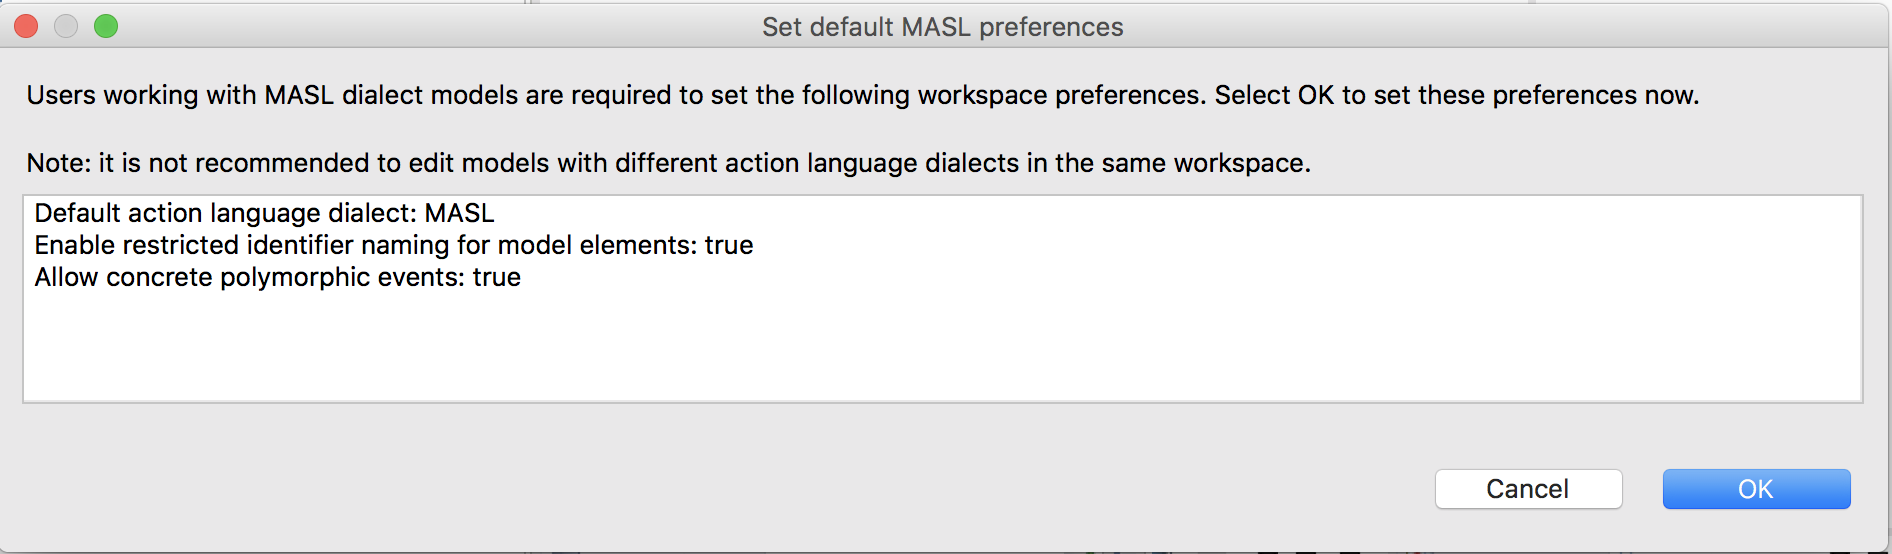 Set default MASL preferences
Users working with MASL dialect models are required to set the following workspace preferences. Select OK to set these preferences now.
Note: it is not recommended to edit models with different action language dialects in the same workspace.
Default action language dialect: MASL
Enable restricted identifier naming for model elements: true
Allow concrete polymorphic events: true
Cancel
OK